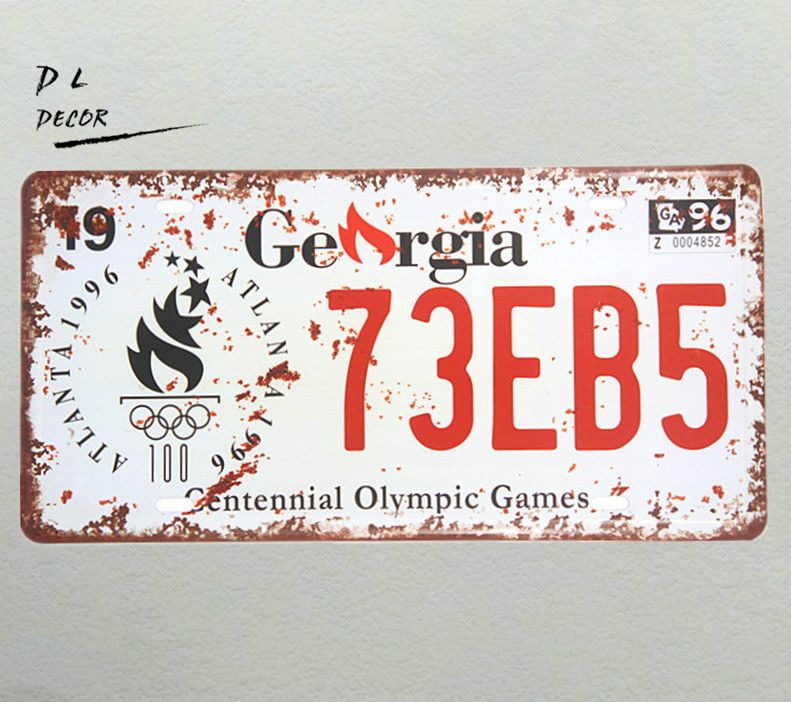 D L
DECOR
19
Georgia
GA 96
Z 0004852
ATLANTA 1996
ATLANTA 1996
73EB5
100
Centennial Olympic Games